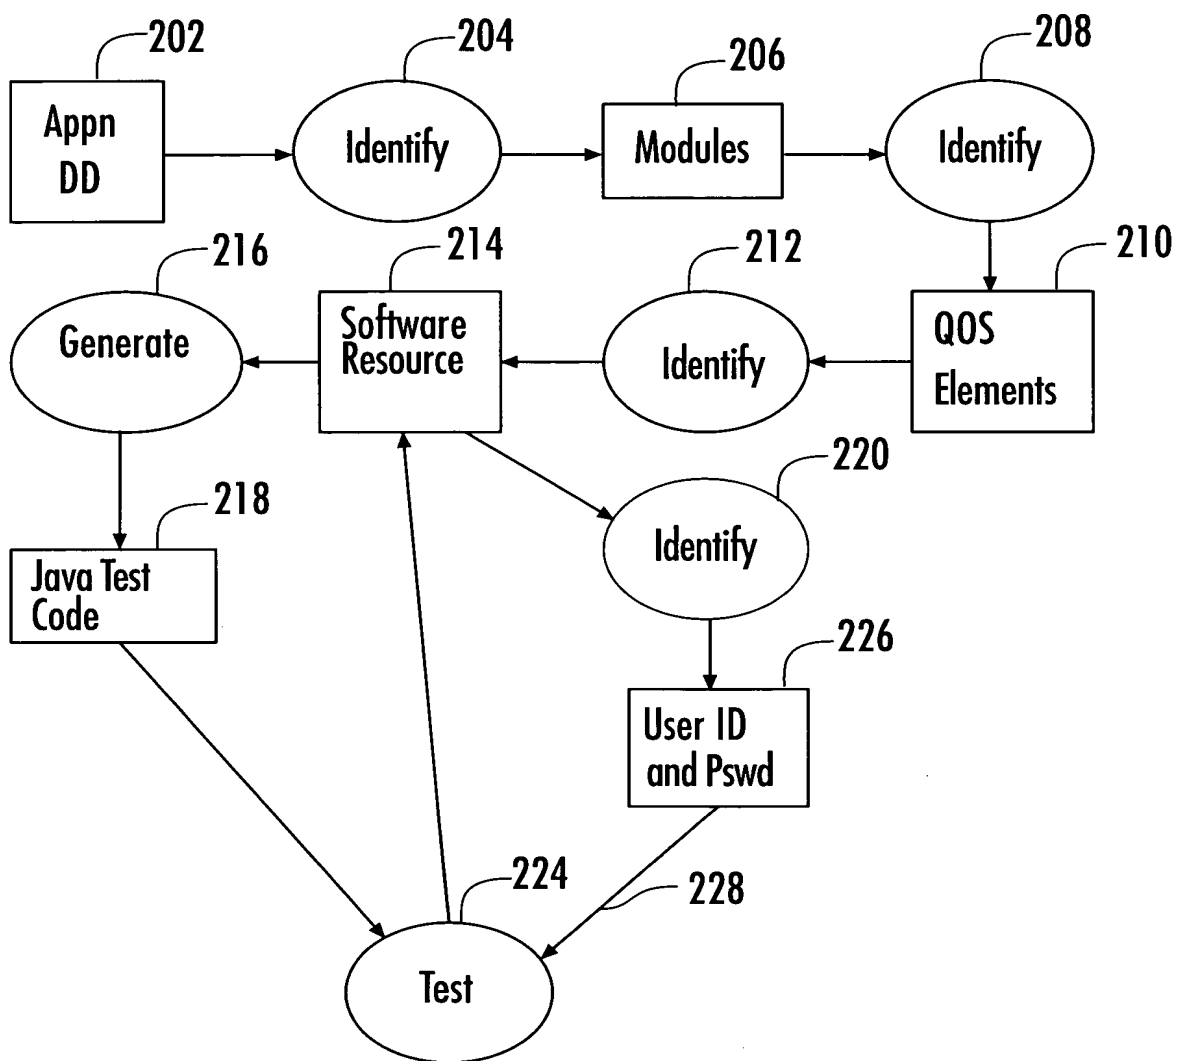 202
204
206
208
Appn
DD
Identify
Modules
Identify
216
214
212
210
Generate
Software
Resource
Identify
QOS
Elements
218
220
Java Test
Code
Identify
226
User ID
and Pswd
224
228
Test